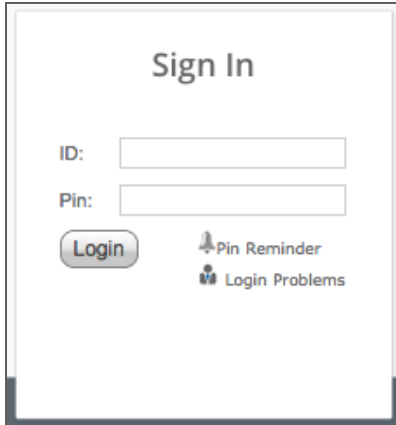 Sign In
ID:
Pin:
Login
Pin Reminder
Login Problems